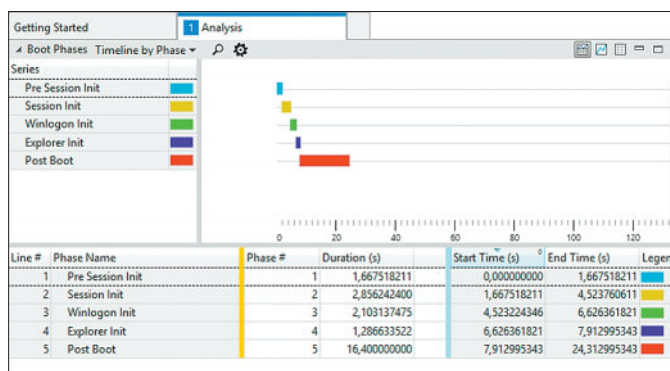 Getting Started
1 Analysis
Boot Phases Timeline by Phase
Series
Pre Session Init
Session Init
Winlogon Init
Explorer Init
Post Boot
0 20 40 60 80 100 120
Line # Phase Name Phase # Duration (s) Start Time (s) End Time (s) Legen
1 Pre Session Init 1 1,667518211 0,000000000 1,667518211
2 Session Init 2 2,856242400 1,667518211 4,523760611
3 Winlogon Init 3 2,103137475 4,523224346 6,626361821
4 Explorer Init 4 1,286633522 6,626361821 7,912995343
5 Post Boot 5 16,400000000 7,912995343 24,312995343